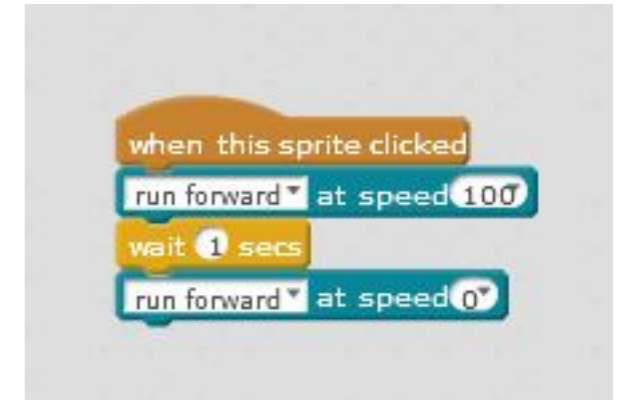 when this sprite clicked
run forward at speed 100
wait 1 secs
run forward at speed 0